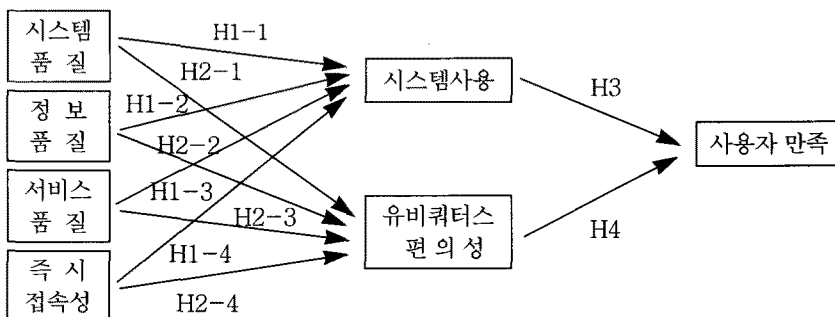 시스템
품 질
정 보
품 질
서비스
품 질
즉 시
접속성
H1-1
H2-1
H1-2
H2-2
H1-3
H2-3
H1-4
H2-4
시스템사용
유비쿼터스
편 의 성
H3
H4
사용자 만족